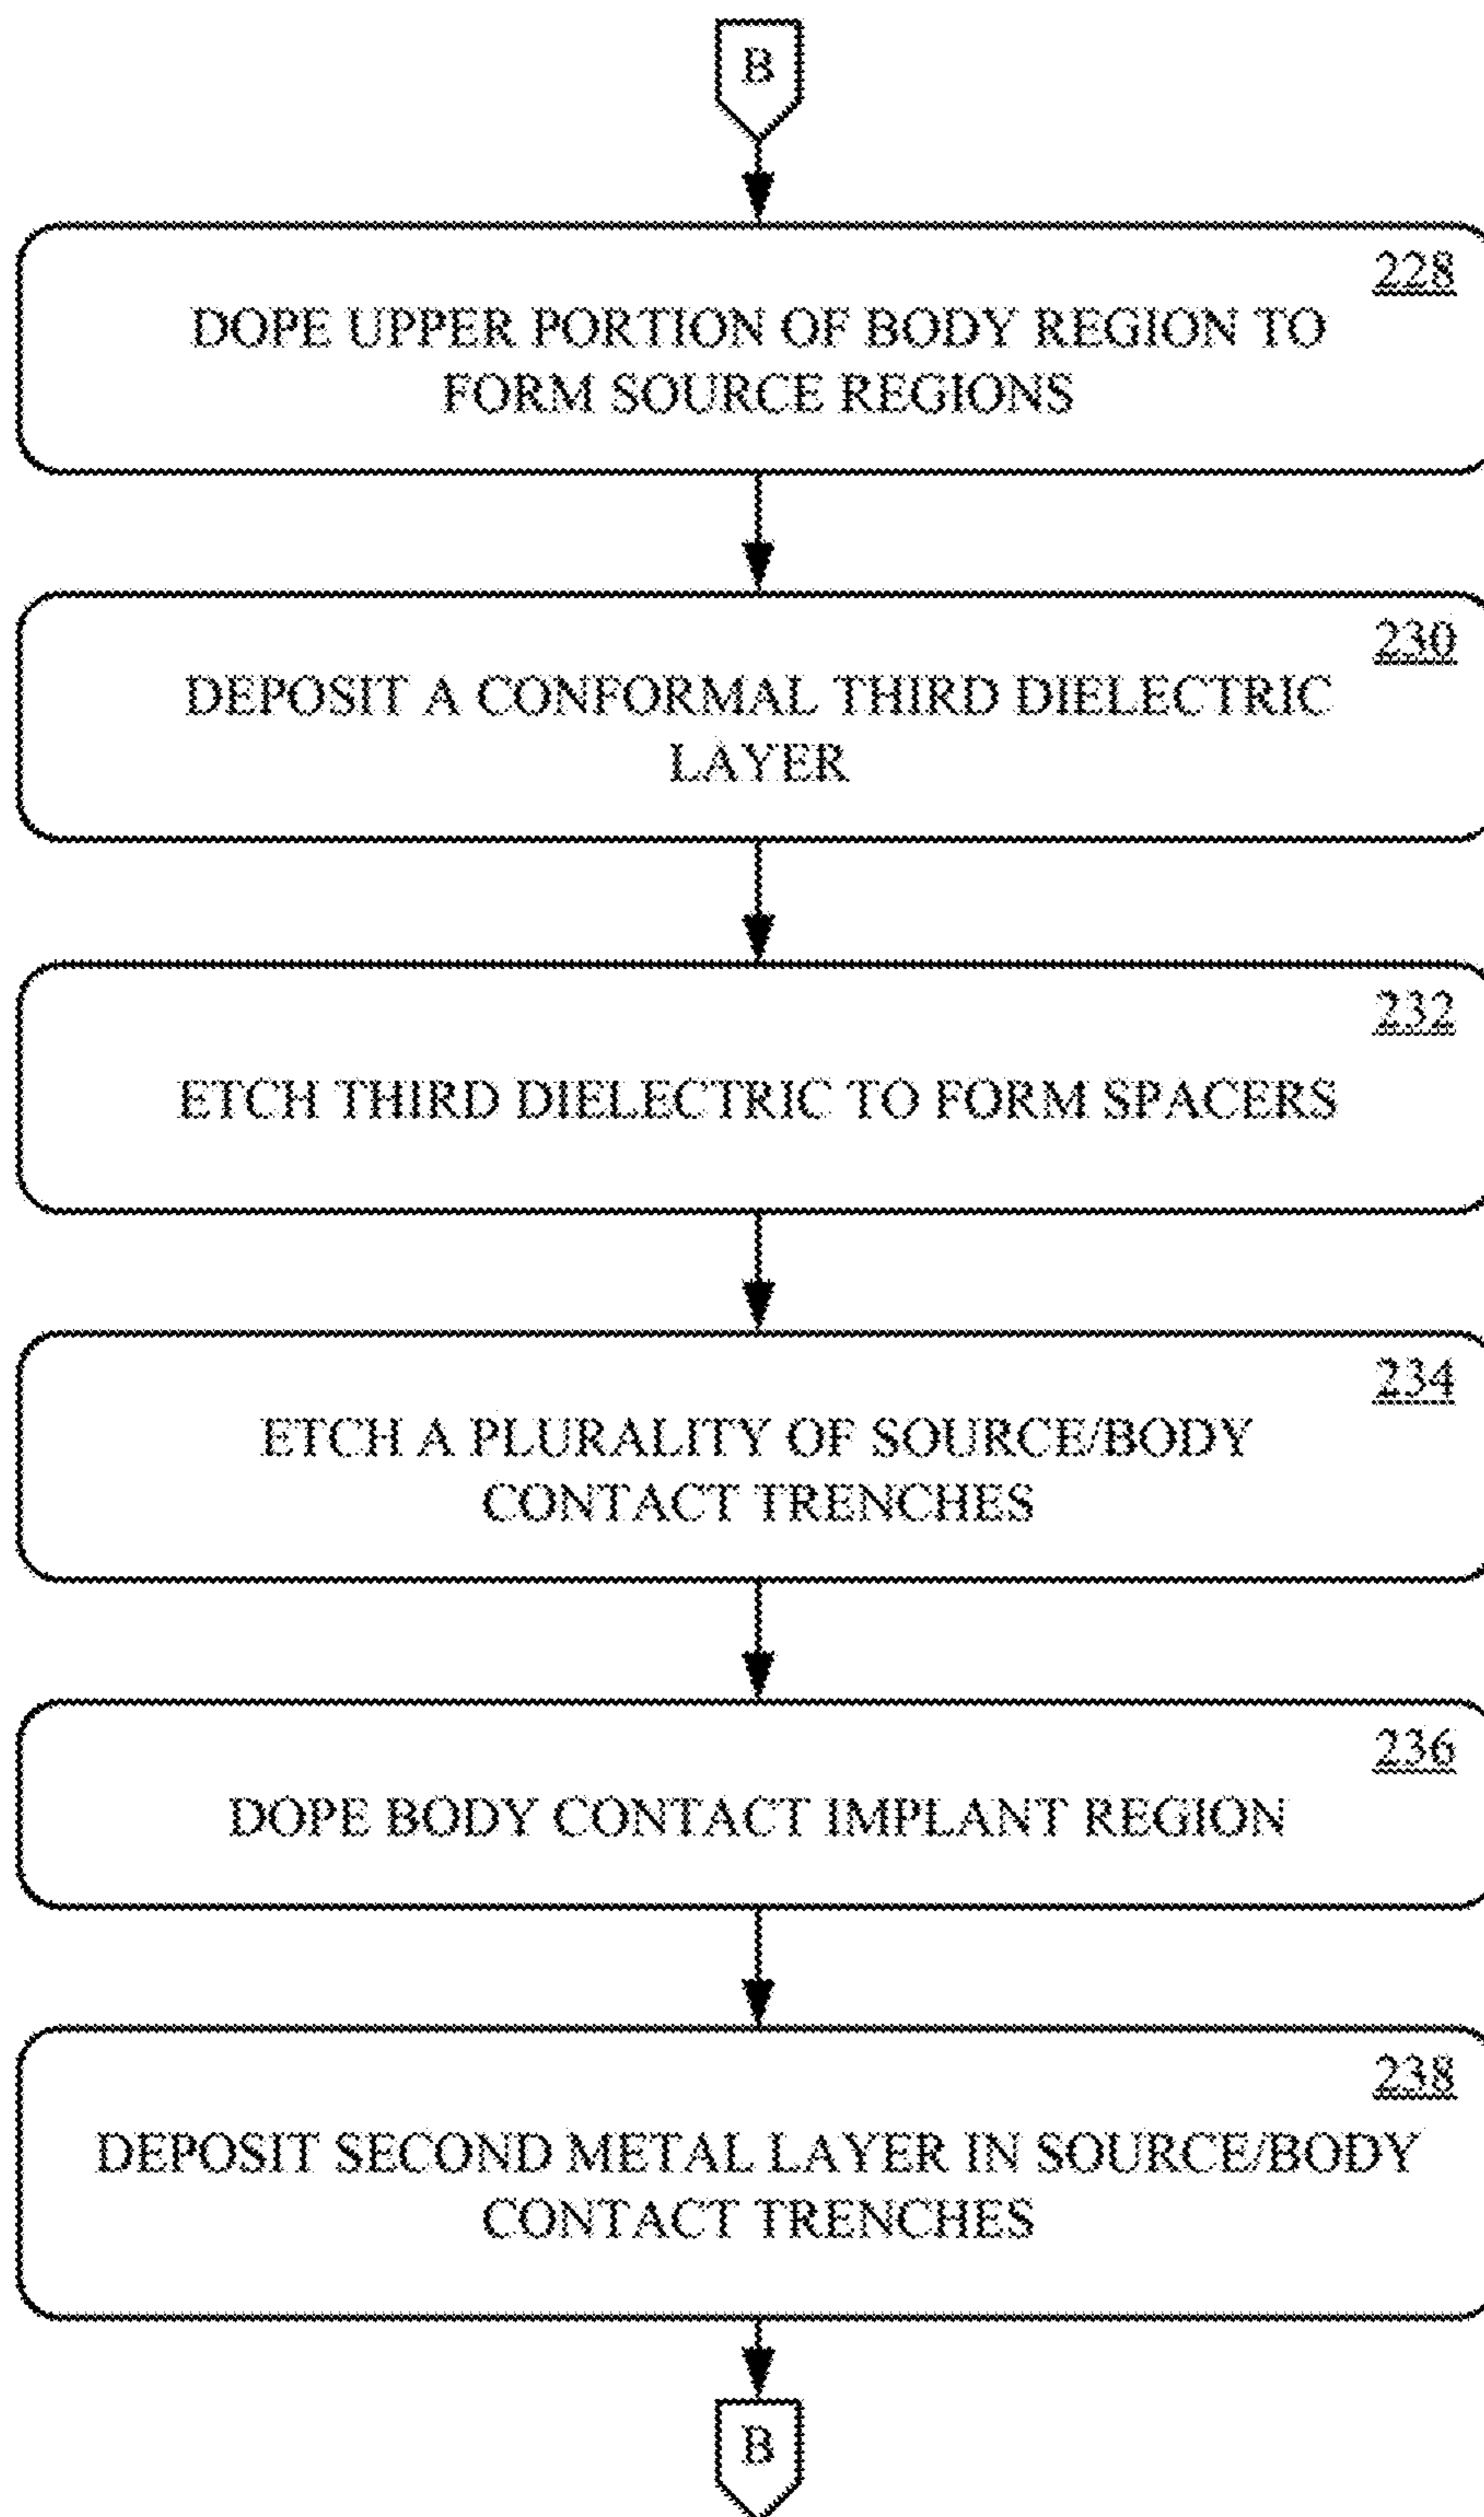 B
228
DOPE UPPER PORTION OF BODY REGION TO
FORM SOURCE REGIONS
230
DEPOSIT A CONFORMAL THIRD DIELECTRIC
LAYER
232
ETCH THIRD DIELECTRIC TO FORM SPACERS
234
ETCH A PLURALITY OF SOURCE/BODY
CONTACT TRENCHES
236
DOPE BODY CONTACT IMPLANT REGION
238
DEPOSIT SECOND METAL LAYER IN SOURCE/BODY
CONTACT TRENCHES
B